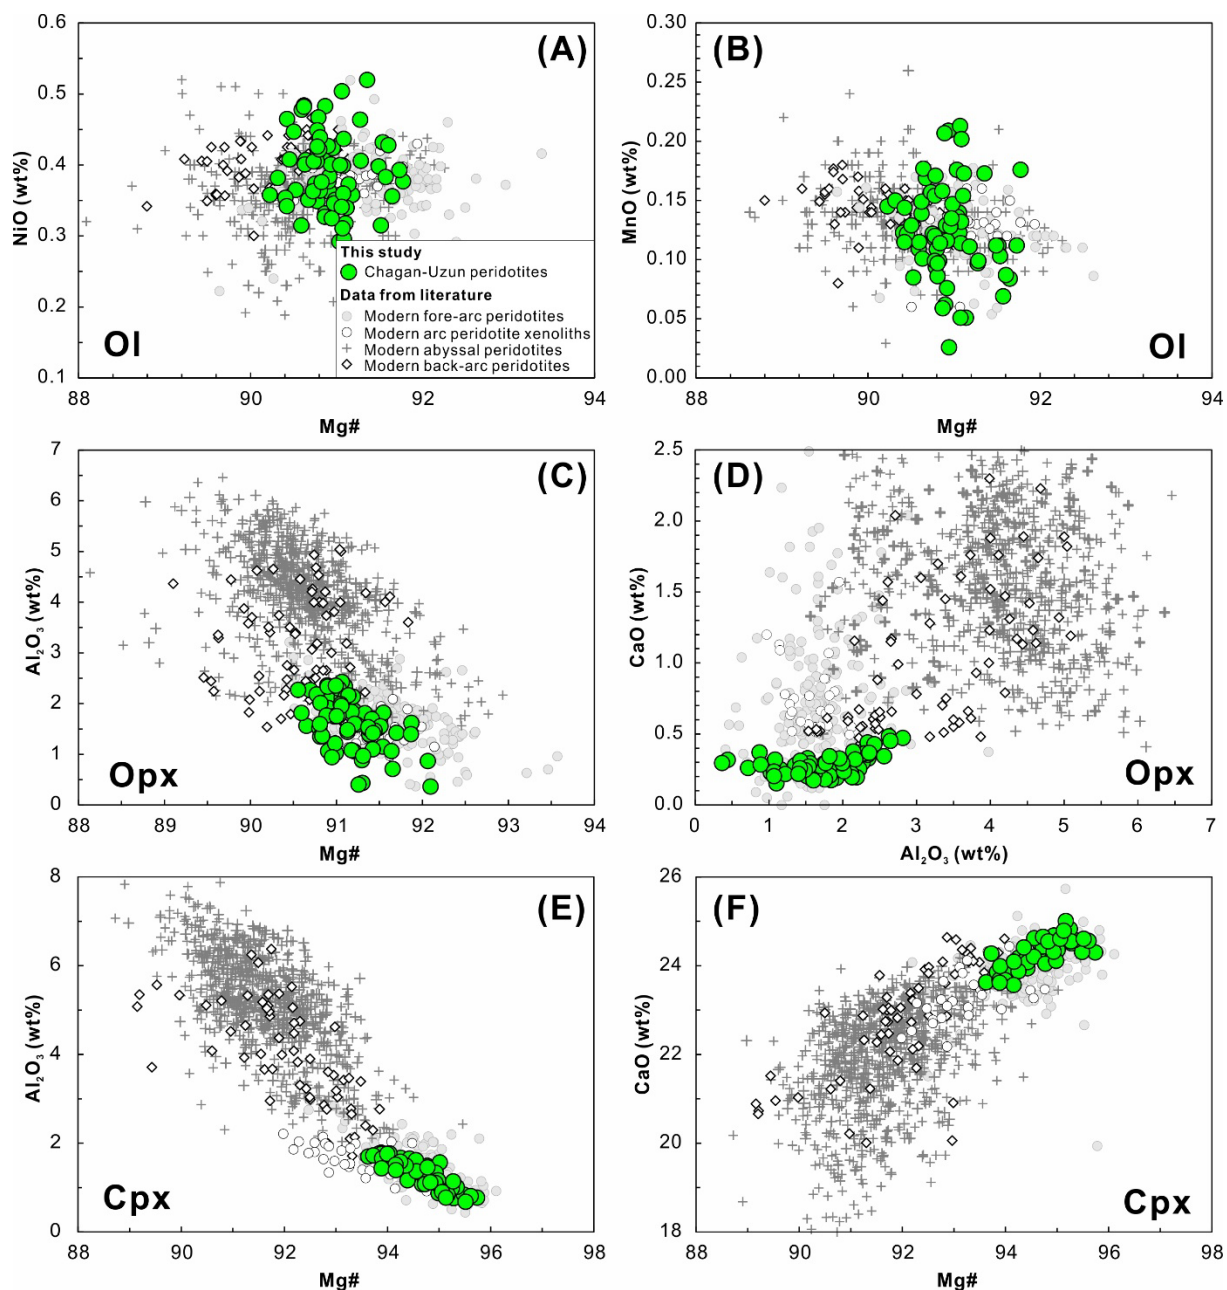 (A)
0.6
0.5
0.4
0.3
0.2
0.1
NiO (wt%)
88
90
92
94
Mg#
Ol
This study
Chagan-Uzun peridotites
Data from literature
Modern fore-arc peridotites
Modern arc peridotite xenoliths
Modern abyssal peridotites
Modern back-arc peridotites
(B)
0.30
0.25
0.20
0.15
0.10
0.05
0.00
MnO (wt%)
88
90
92
94
Mg#
Ol
(C)
7
6
5
4
3
2
1
0
Al₂O₃ (wt%)
88
90
91
92
94
Mg#
Opx
(D)
2.5
2.0
1.5
1.0
0.5
0.0
CaO (wt%)
0
1
2
3
4
5
6
7
Al₂O₃ (wt%)
Opx
(E)
8
6
4
2
0
Al₂O₃ (wt%)
88
90
92
94
96
98
Mg#
Cpx
(F)
26
24
22
20
18
CaO (wt%)
88
90
92
94
96
98
Mg#
Cpx